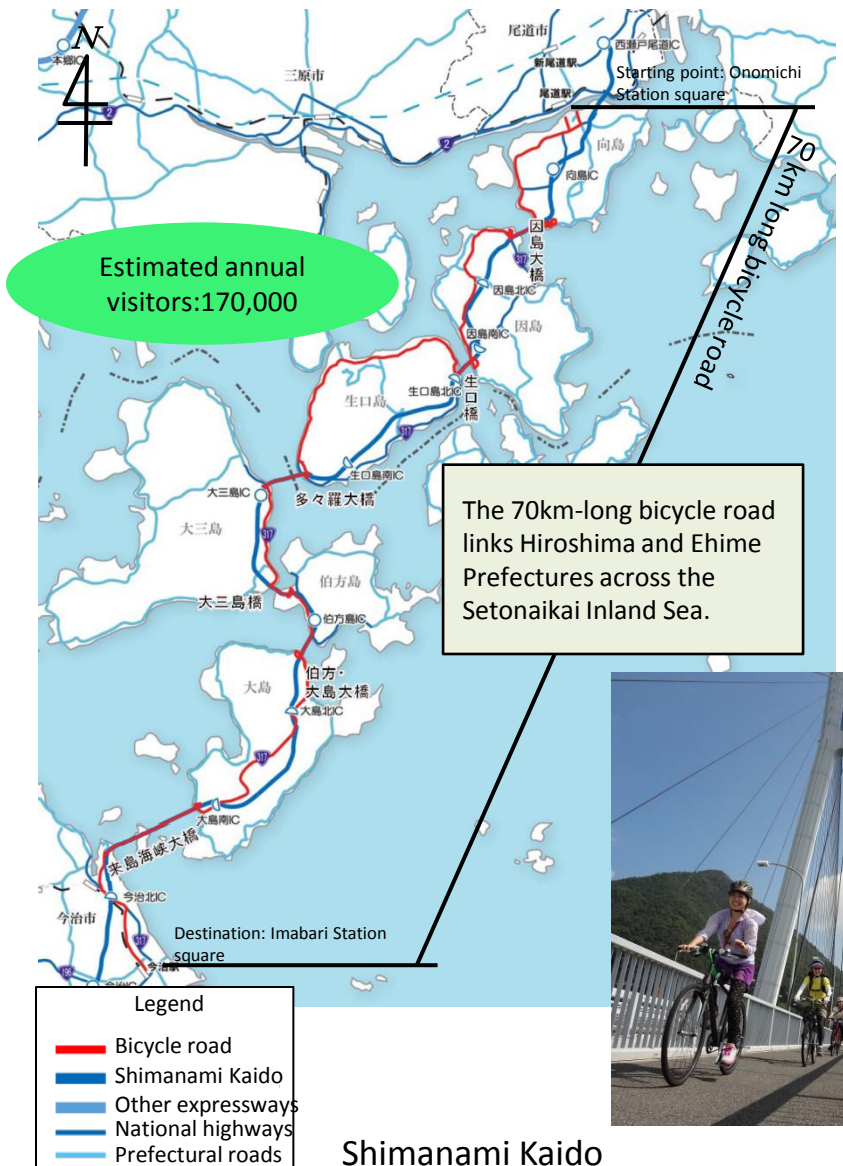 N
本郷IC
三原市
尾道市
新尾道駅
西瀬戸尾道IC
尾道駅
Starting point: Onomichi
Station square
2
2
向島
向島IC
70
km long bicycle road
Estimated annual
visitors:170,000
因島大橋
317
因島北IC
因島
因島南IC
生口島北IC
生口橋
生口島
317
生口島南IC
多々羅大橋
大三島IC
大三島
317
The 70km-long bicycle road
links Hiroshima and Ehime
Prefectures across the
Setonaikai Inland Sea.
伯方島
大三島橋
伯方島IC
大島
伯方・
大島大橋
大島北IC
317
大島南IC
来島海峡大橋
今治北IC
今治市
317
Destination: Imabari Station
square
今治駅
196
今治IC
Legend
Bicycle road
Shimanami Kaido
Other expressways
National highways
Prefectural roads
Shimanami Kaido